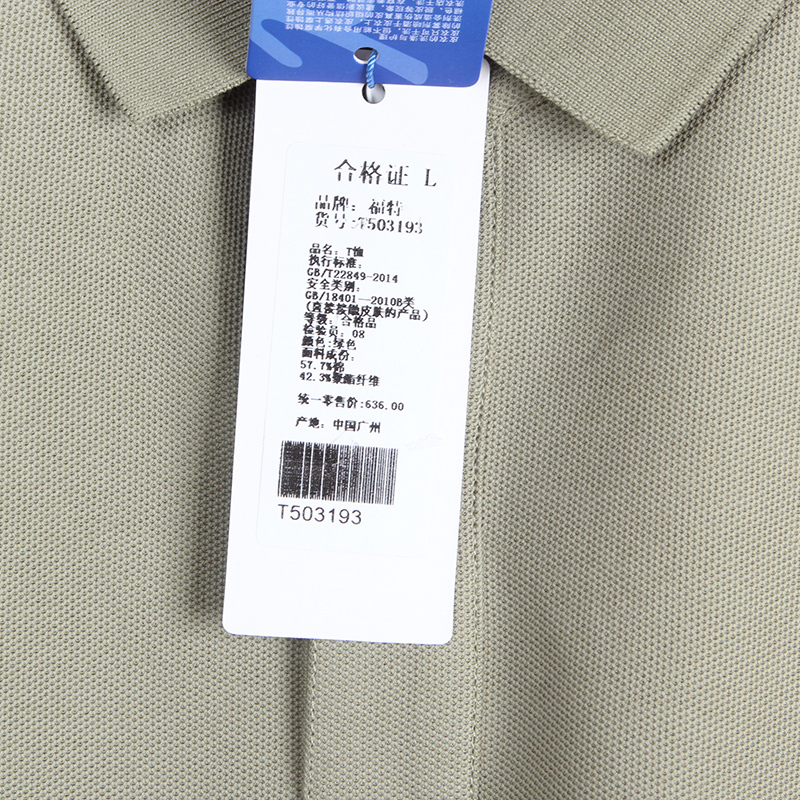 合格证 L
品牌：福特
货号:T503193
品名：T恤
执行标准：
GB/T22849-2014
安全类别：
GB/18401—2010B类
(直接接触皮肤的产品)
等级：合格品
检验员：08
颜色:绿色
面料成份：
57.7%棉
42.3%聚酯纤维
统一零售价:636.00
产地：中国广州
T503193